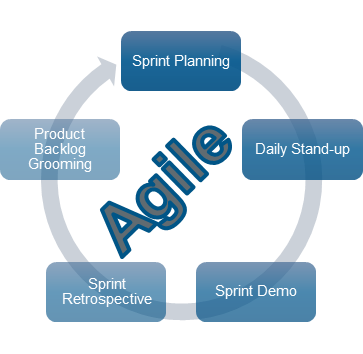 Sprint Planning
Daily Stand-up
Sprint Demo
Sprint
Retrospective
Product
Backlog
Grooming
Agile